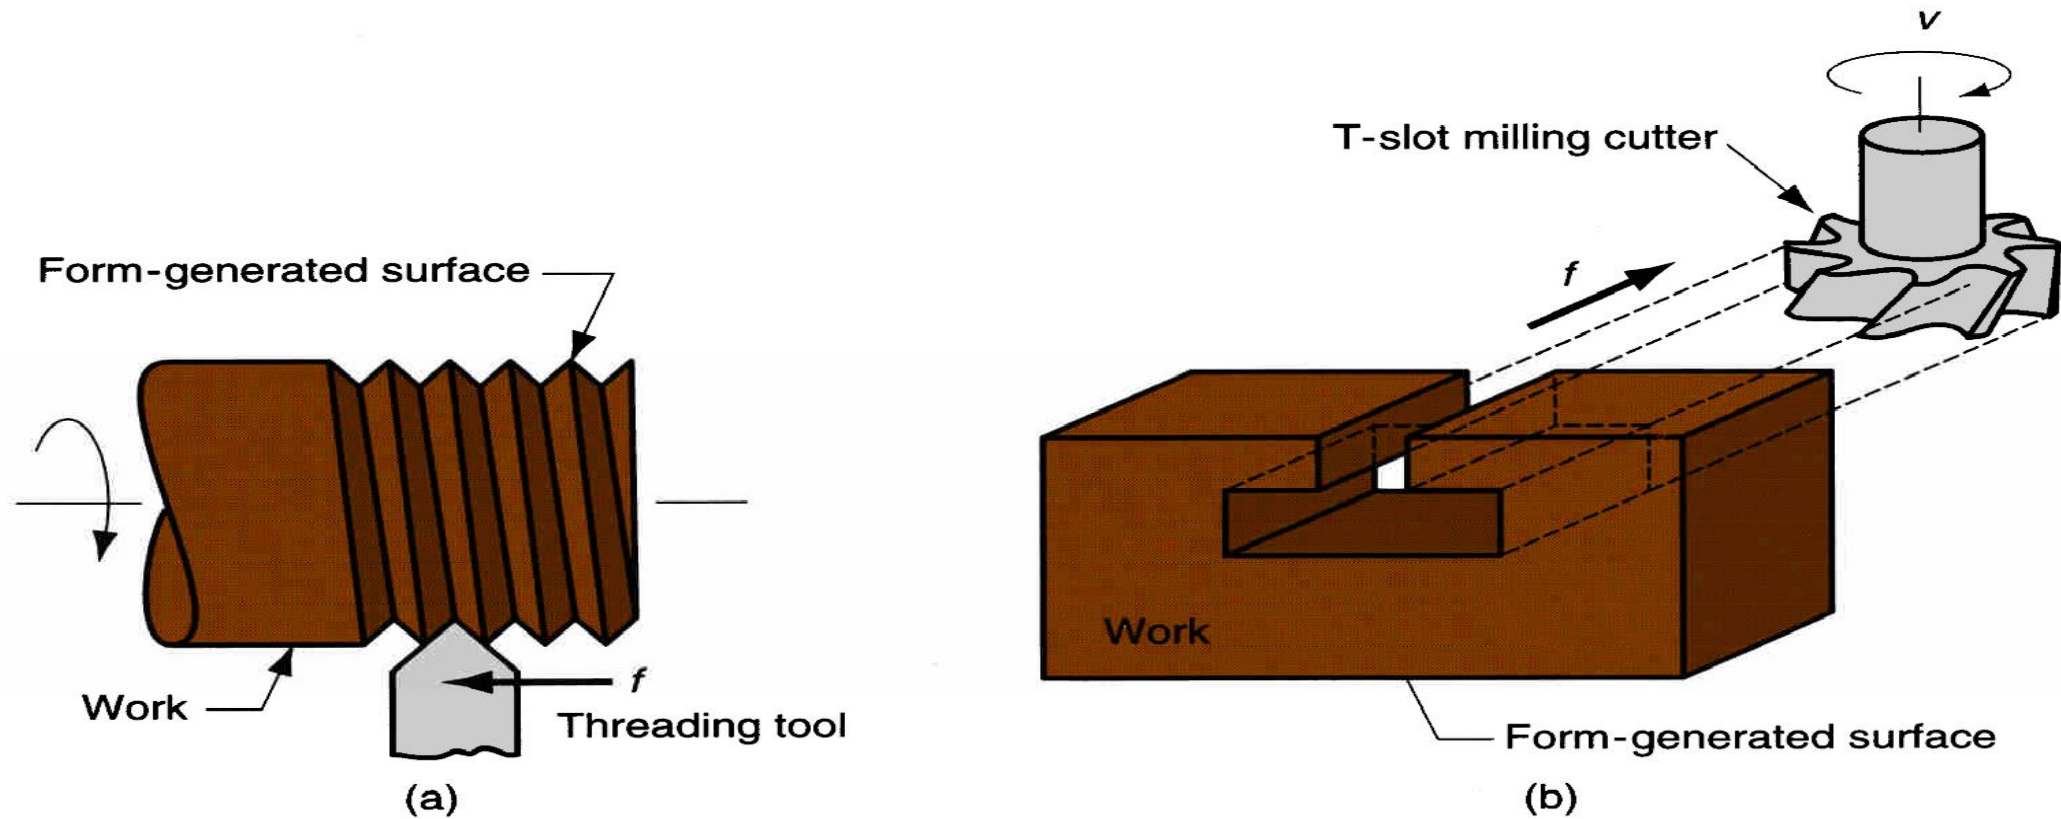 Form-generated surface
Work
f
Threading tool
(a)
v
T-slot milling cutter
f
Work
Form-generated surface
(b)